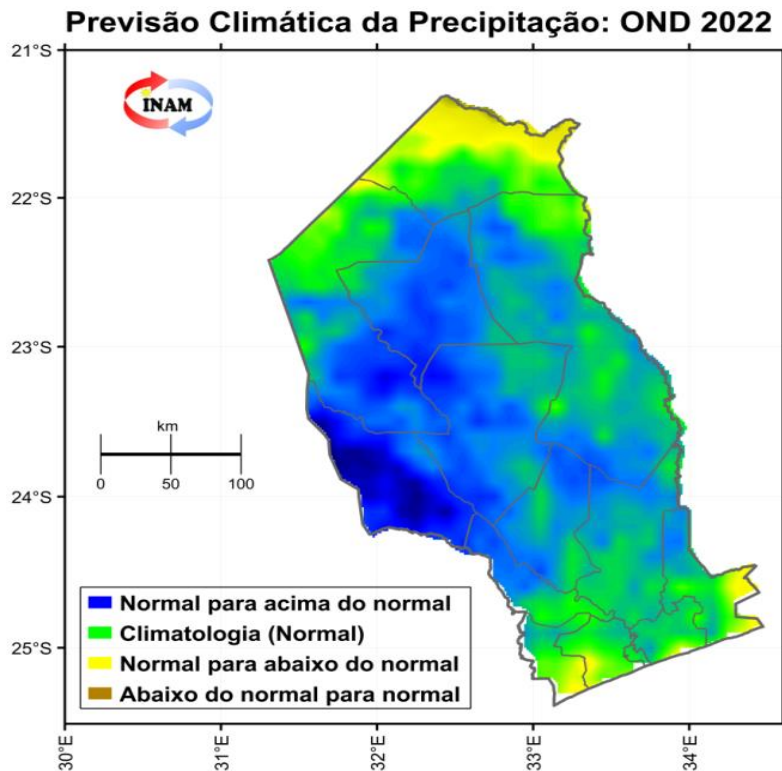 Previsão Climática da Precipitação: OND 2022
21°S
INAM
22°S
23°S
km
0 50 100
24°S
Normal para acima do normal
Climatologia (Normal)
Normal para abaixo do normal
Abaixo do normal para normal
25°S
30°E 31°E 32°E 33°E 34°E